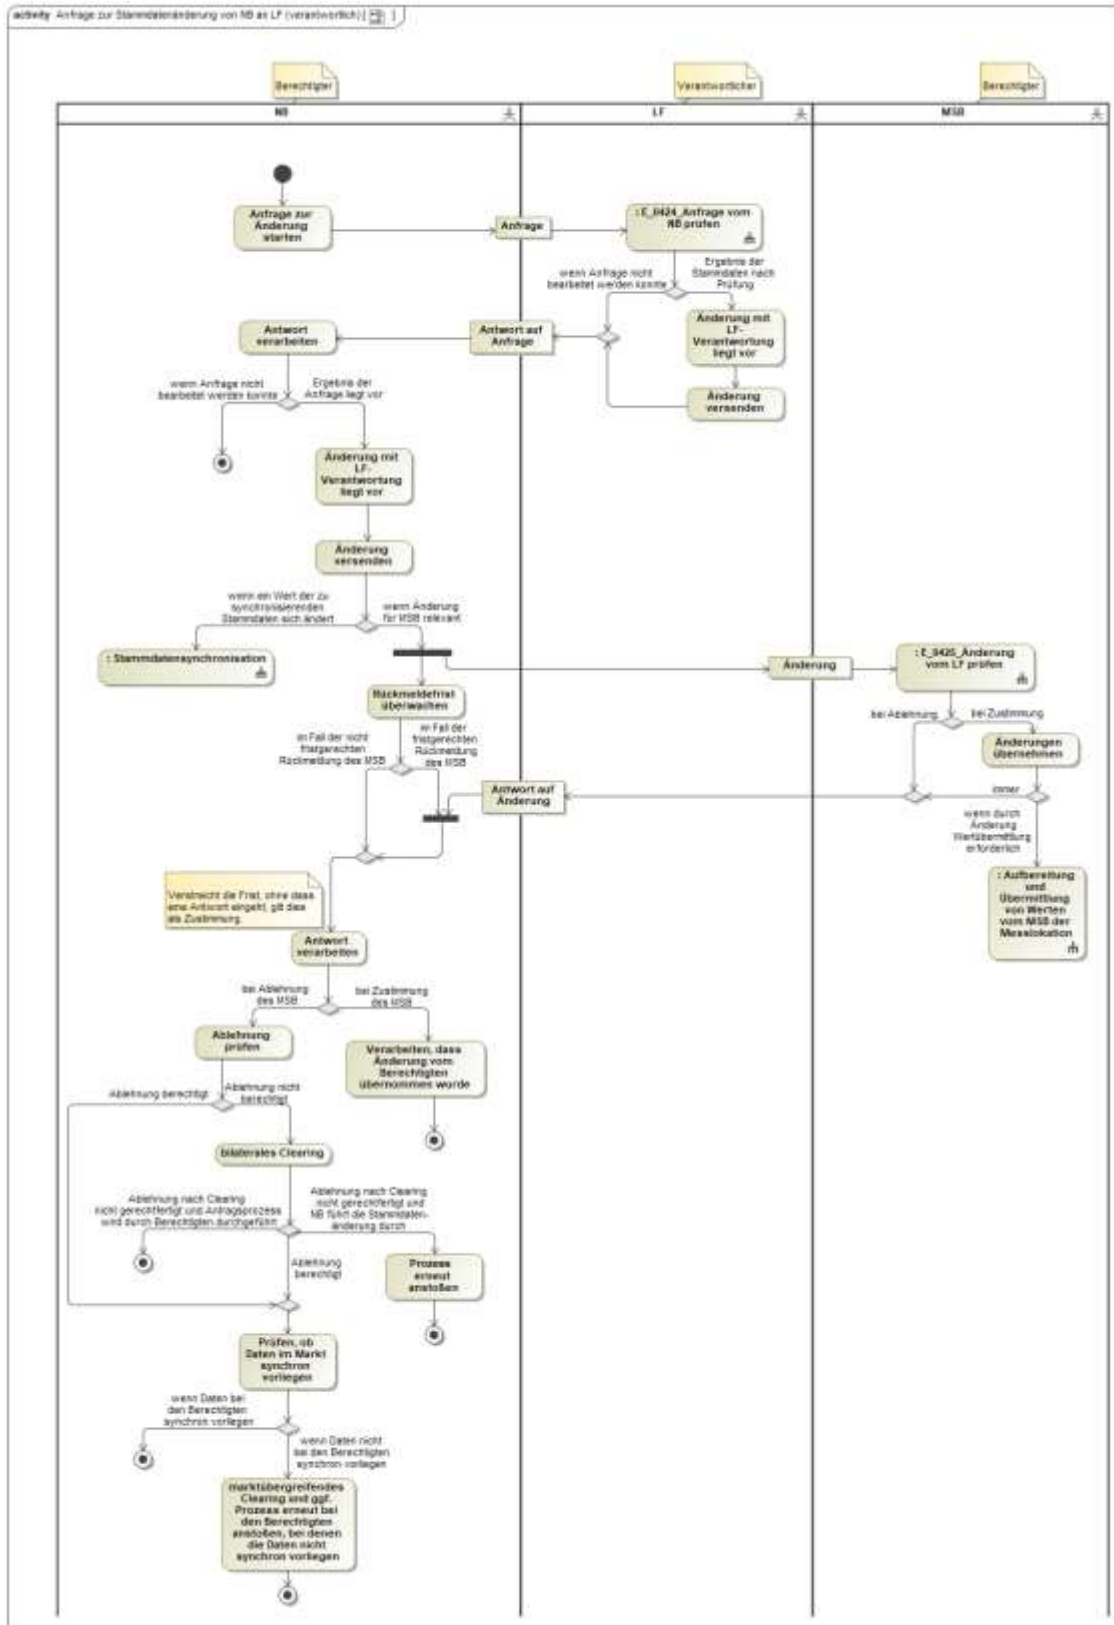 activity Anfrage zur Stammdatenänderung von NB an LF (verantwortlich)
Berechtigter
Verantwortlicher
Berechtigter
NB
LF
MSB
Anfrage zur
Änderung
starten
Anfrage
: E_0424_Anfrage vom
NB prüfen
wenn Anfrage nicht
bearbeitet werden konnte
Ergebnis der
Stammdaten nach
Prüfung
Antwort
verarbeiten
Antwort auf
Anfrage
Änderung mit
LF-
Verantwortung
liegt vor
Änderung
versenden
wenn Anfrage nicht
bearbeitet werden konnte
Ergebnis der
Anfrage liegt vor
Änderung mit
LF-
Verantwortung
liegt vor
Änderung
versenden
wenn ein Wert der zu
synchronisierenden
Stammdaten sich ändert
wenn Änderung
für MSB relevant
: Stammdatensynchronisation
Änderung
: E_0425_Änderung
vom LF prüfen
Rückmeldefrist
überwachen
bei Ablehnung
bei Zustimmung
im Fall der nicht
fristgerechten
Rückmeldung des MSB
im Fall der
fristgerechten
Rückmeldung
des MSB
Änderungen
übernehmen
Antwort auf
Änderung
immer
wenn durch
Änderung
Wertübermittlung
erforderlich
: Aufbereitung
und
Übermittlung
von Werten
vom MSB der
Messlokation
Verstreicht die Frist, ohne dass
eine Antwort eingeht, gilt dies
als Zustimmung.
Antwort
verarbeiten
bei Ablehnung
des MSB
bei Zustimmung
des MSB
Ablehnung
prüfen
Verarbeiten, dass
Änderung vom
Berechtigten
übernommen wurde
Ablehnung berechtigt
Ablehnung nicht
berechtigt
bilaterales Clearing
Ablehnung nach Clearing
nicht gerechtfertigt und Antragsprozess
wird durch Berechtigten durchgeführt
Ablehnung nach Clearing
nicht gerechtfertigt und
NB führt die Stammdaten-
änderung durch
Ablehnung
berechtigt
Prozess
erneut
anstoßen
Prüfen, ob
Daten im Markt
synchron
vorliegen
wenn Daten bei
den Berechtigten
synchron vorliegen
wenn Daten nicht
bei den Berechtigten
synchron vorliegen
marktübergreifendes
Clearing und ggf.
Prozess erneut bei
den Berechtigten
anstoßen, bei denen
die Daten nicht
synchron vorliegen